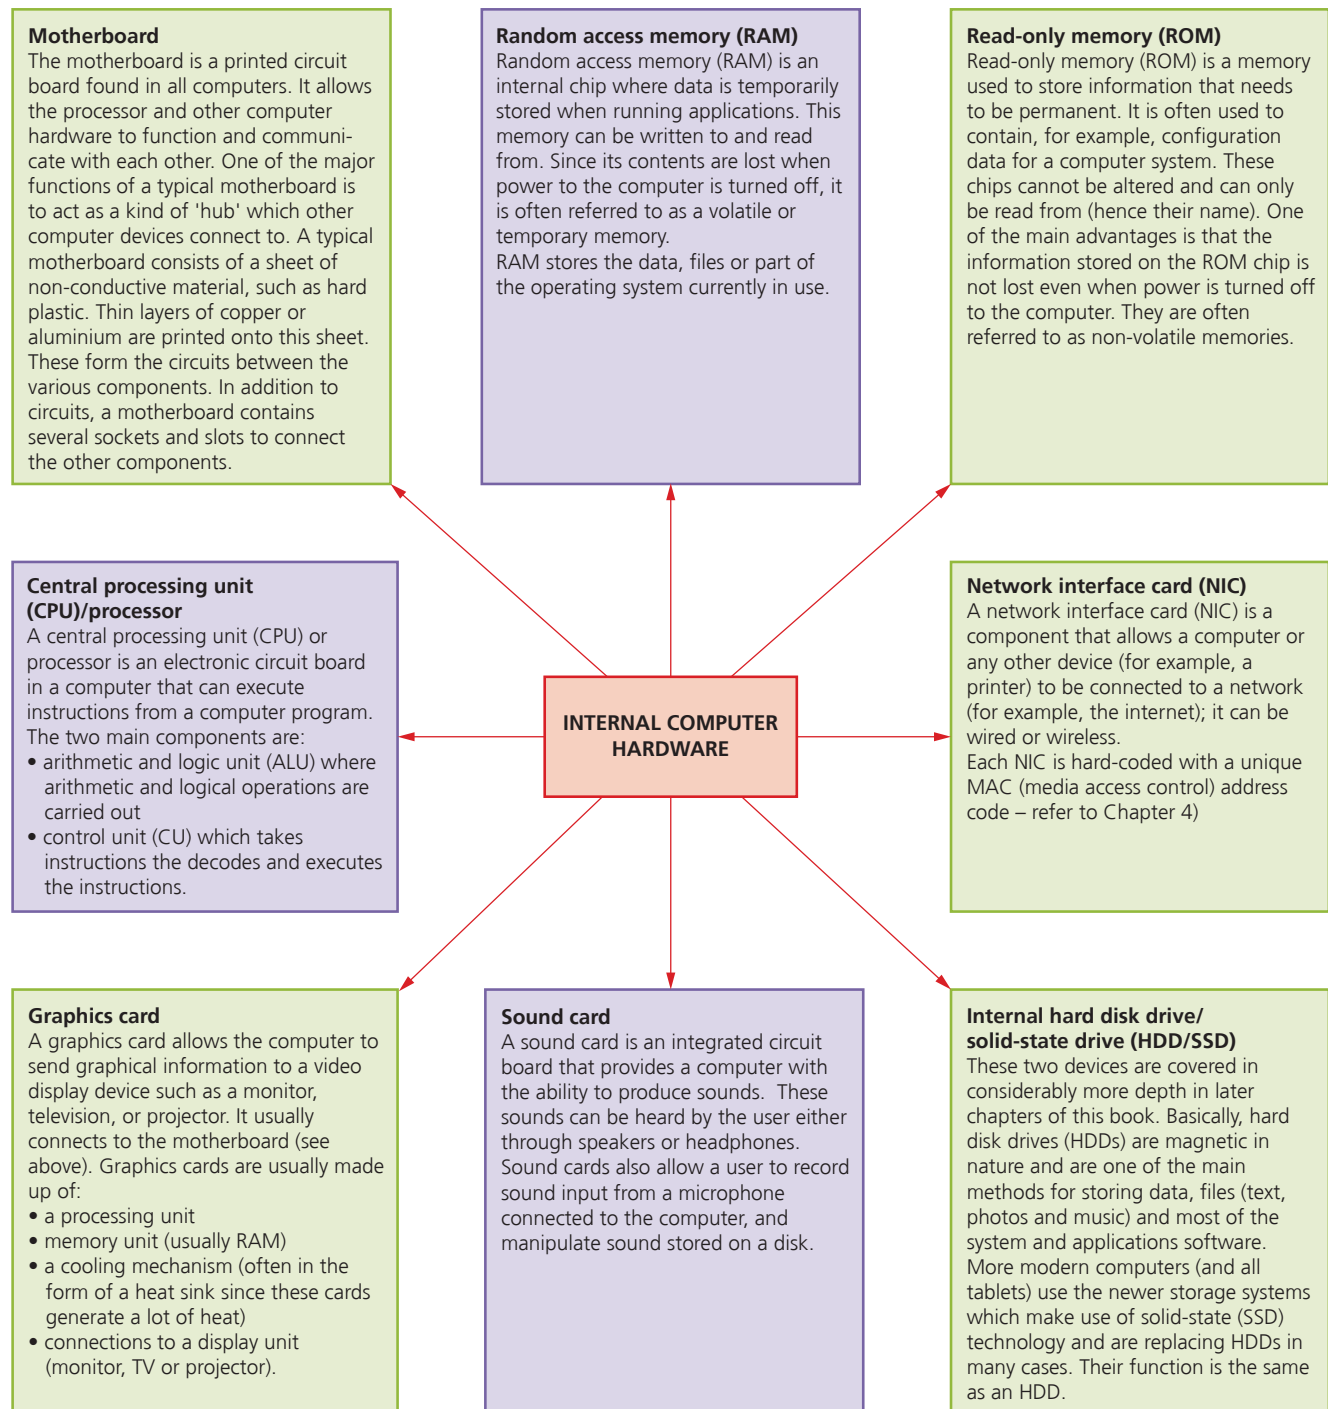 Motherboard
The motherboard is a printed circuit
board found in all computers. It allows
the processor and other computer
hardware to function and communi-
cate with each other. One of the major
functions of a typical motherboard is
to act as a kind of 'hub' which other
computer devices connect to. A typical
motherboard consists of a sheet of
non-conductive material, such as hard
plastic. Thin layers of copper or
aluminium are printed onto this sheet.
These form the circuits between the
various components. In addition to
circuits, a motherboard contains
several sockets and slots to connect
the other components.
Random access memory (RAM)
Random access memory (RAM) is an
internal chip where data is temporarily
stored when running applications. This
memory can be written to and read
from. Since its contents are lost when
power to the computer is turned off, it
is often referred to as a volatile or
temporary memory.
RAM stores the data, files or part of
the operating system currently in use.
Read-only memory (ROM)
Read-only memory (ROM) is a memory
used to store information that needs
to be permanent. It is often used to
contain, for example, configuration
data for a computer system. These
chips cannot be altered and can only
be read from (hence their name). One
of the main advantages is that the
information stored on the ROM chip is
not lost even when power is turned off
to the computer. They are often
referred to as non-volatile memories.
Central processing unit
(CPU)/processor
A central processing unit (CPU) or
processor is an electronic circuit board
in a computer that can execute
instructions from a computer program.
The two main components are:
• arithmetic and logic unit (ALU) where
arithmetic and logical operations are
carried out
• control unit (CU) which takes
instructions the decodes and executes
the instructions.
INTERNAL COMPUTER
HARDWARE
Network interface card (NIC)
A network interface card (NIC) is a
component that allows a computer or
any other device (for example, a
printer) to be connected to a network
(for example, the internet); it can be
wired or wireless.
Each NIC is hard-coded with a unique
MAC (media access control) address
code – refer to Chapter 4)
Graphics card
A graphics card allows the computer to
send graphical information to a video
display device such as a monitor,
television, or projector. It usually
connects to the motherboard (see
above). Graphics cards are usually made
up of:
• a processing unit
• memory unit (usually RAM)
• a cooling mechanism (often in the
form of a heat sink since these cards
generate a lot of heat)
• connections to a display unit
(monitor, TV or projector).
Sound card
A sound card is an integrated circuit
board that provides a computer with
the ability to produce sounds. These
sounds can be heard by the user either
through speakers or headphones.
Sound cards also allow a user to record
sound input from a microphone
connected to the computer, and
manipulate sound stored on a disk.
Internal hard disk drive/
solid-state drive (HDD/SSD)
These two devices are covered in
considerably more depth in later
chapters of this book. Basically, hard
disk drives (HDDs) are magnetic in
nature and are one of the main
methods for storing data, files (text,
photos and music) and most of the
system and applications software.
More modern computers (and all
tablets) use the newer storage systems
which make use of solid-state (SSD)
technology and are replacing HDDs in
many cases. Their function is the same
as an HDD.